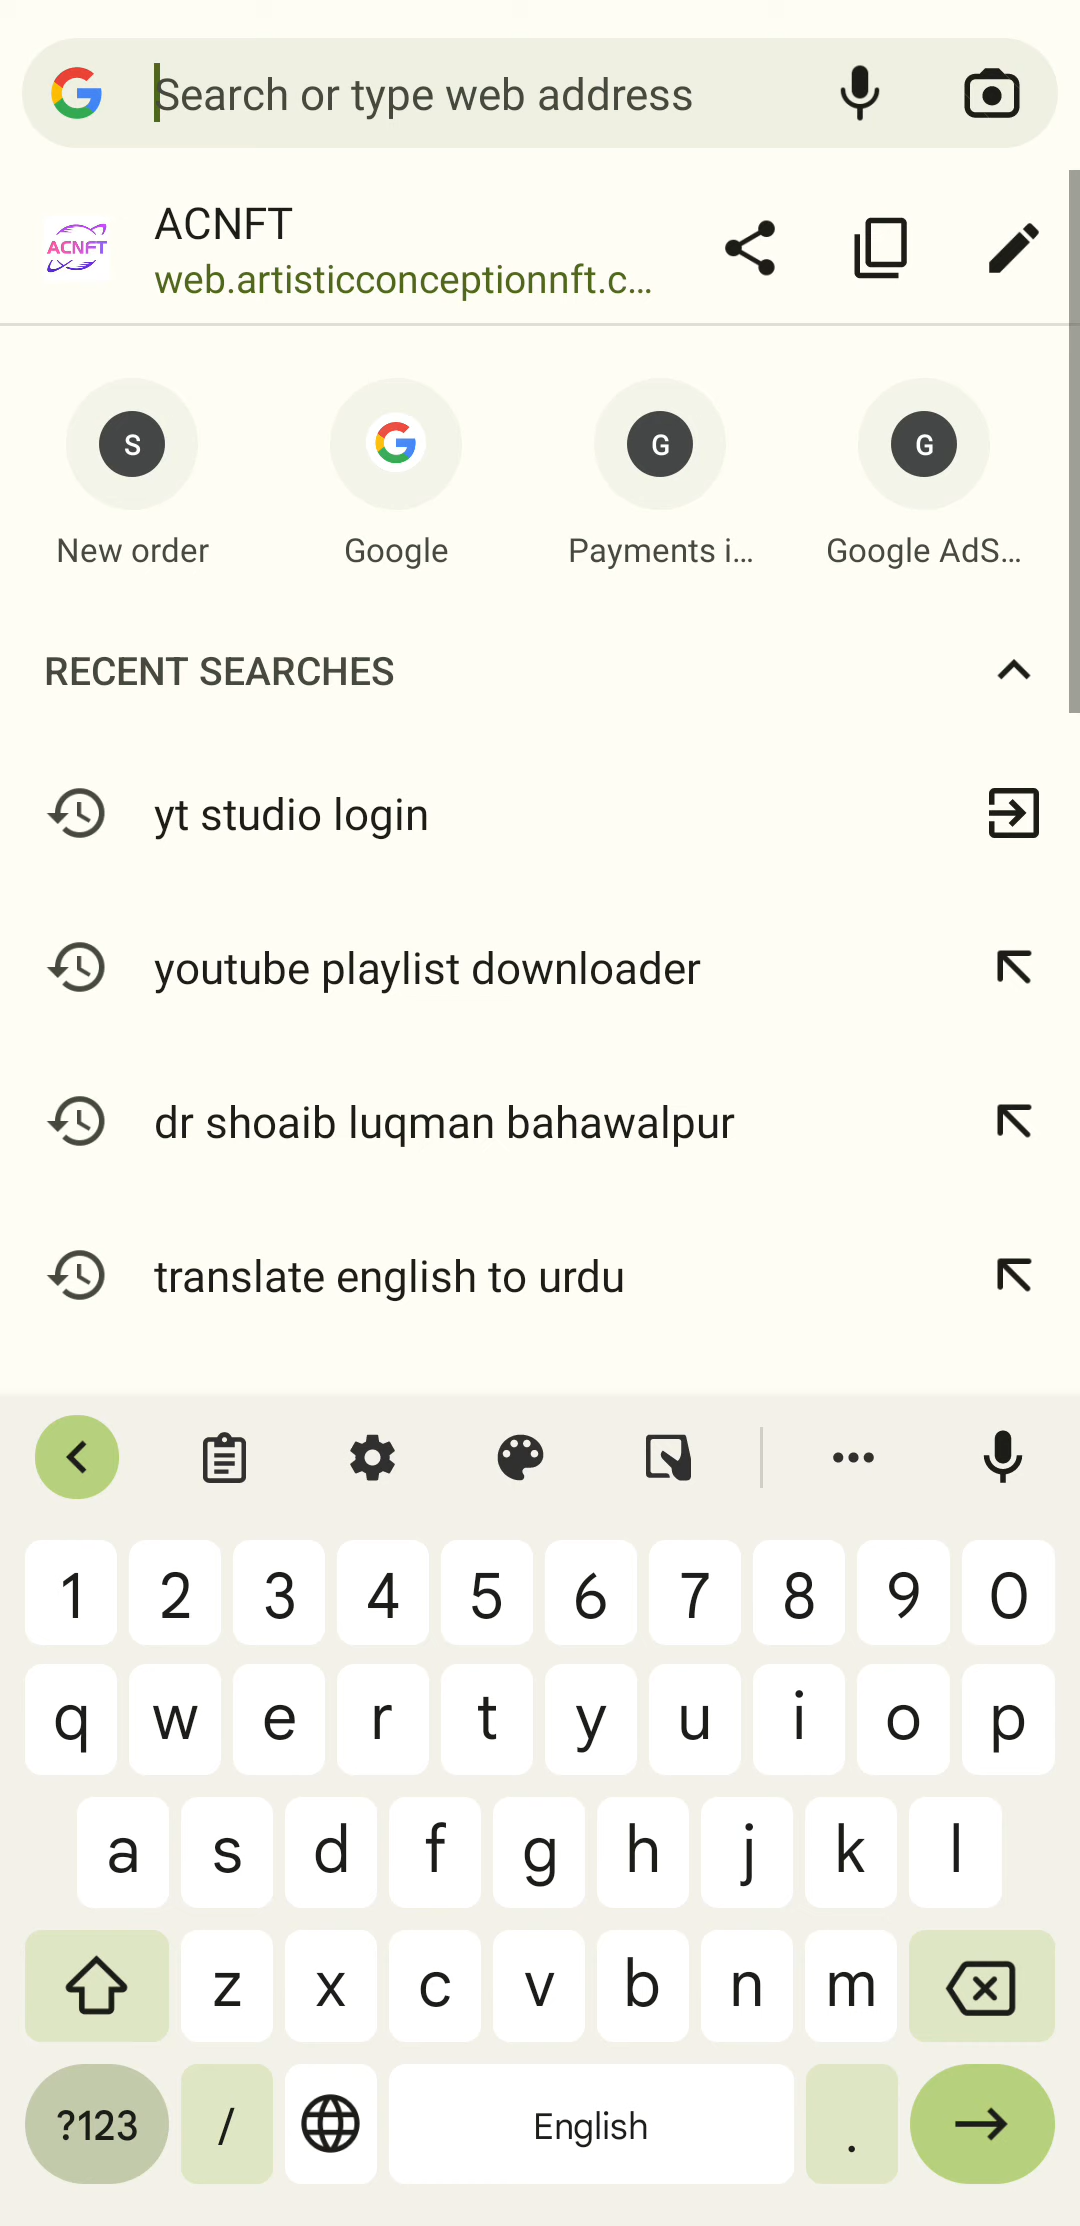 Search or type web address
ACNFT
ACNFT
web.artisticconceptionnft.c...
S
G
G
New order
Google
Payments i...
Google AdS...
RECENT SEARCHES
yt studio login
youtube playlist downloader
dr shoaib luqman bahawalpur
translate english to urdu
1 2 3 4 5 6 7 8 9 0
q w e r t y u i o p
a s d f g h j k l
z x c v b n m
?123 / English .